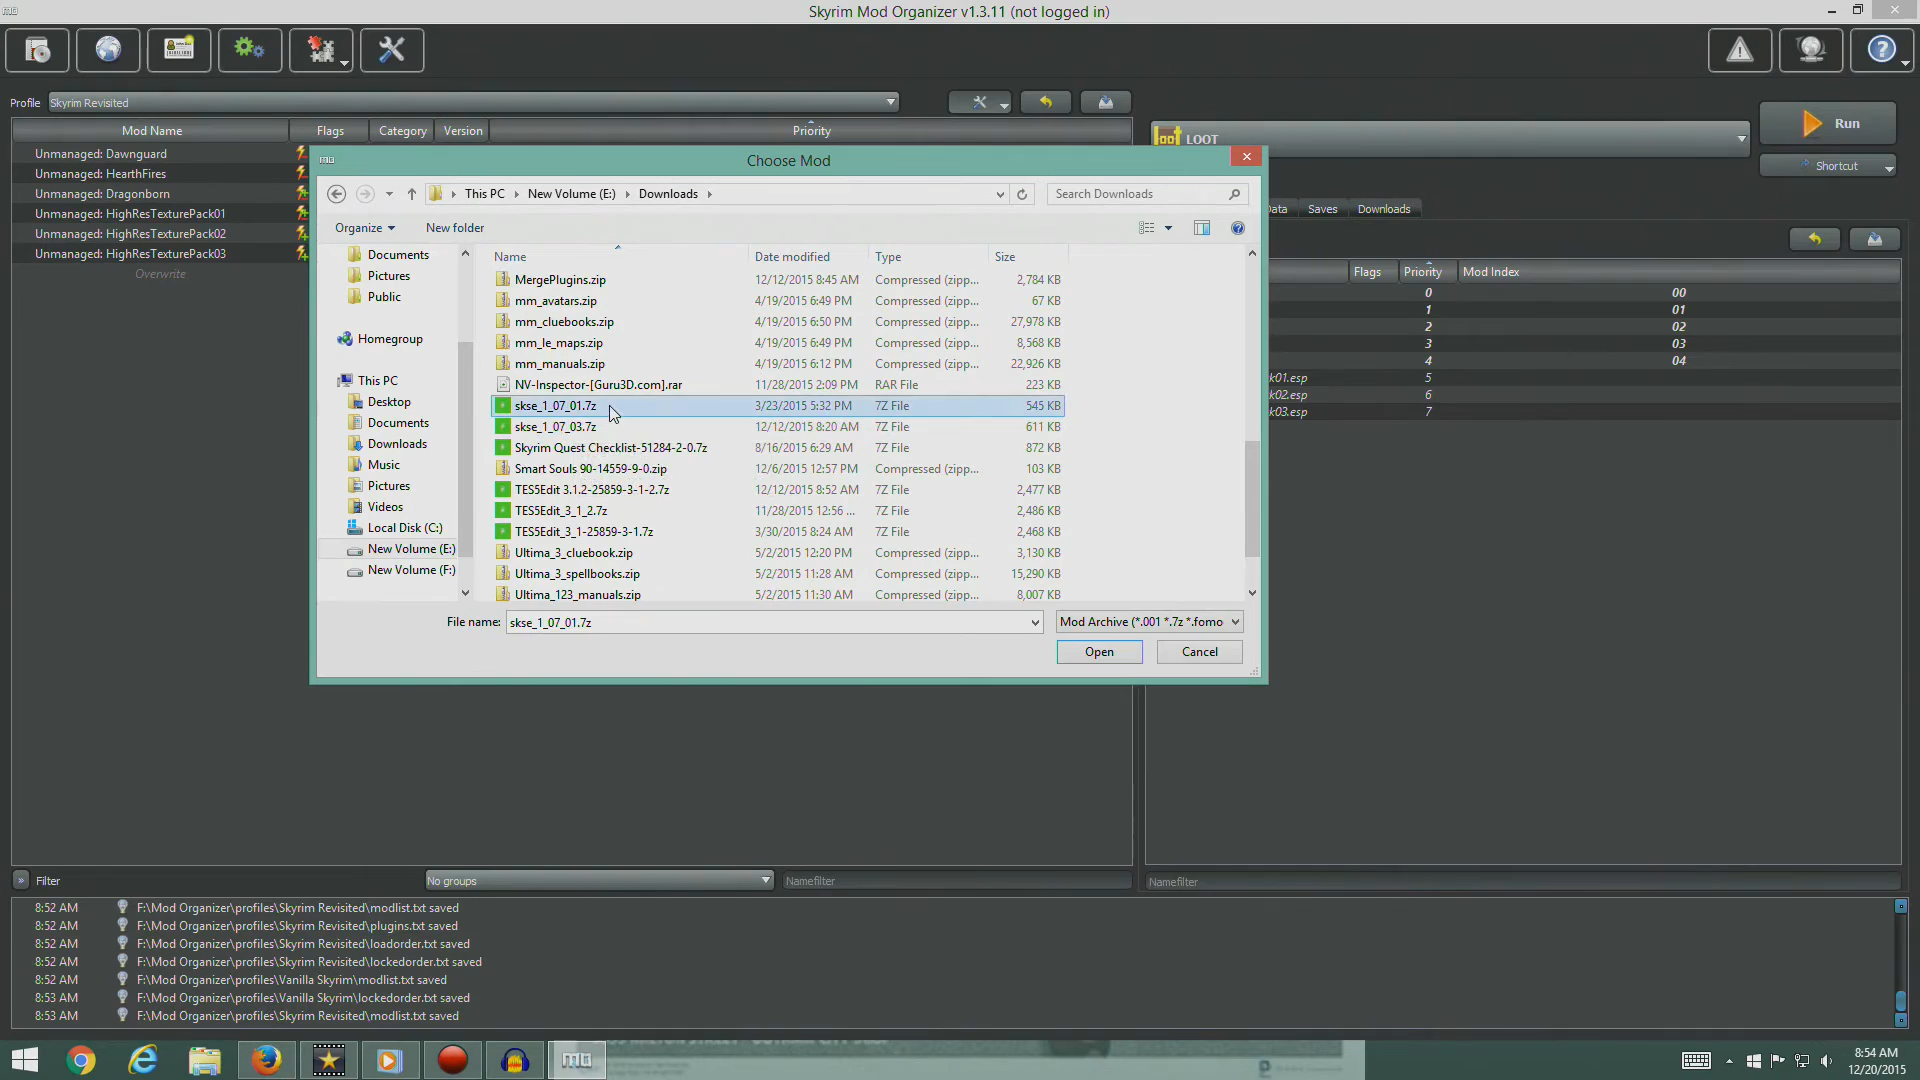 Skyrim Mod Organizer v1.3.11 (not logged in)
Profile Skyrim Revisited
Mod Name Flags Category Version Priority
Unmanaged: Dawnguard
Unmanaged: HearthFires
Unmanaged: Dragonborn
Unmanaged: HighResTexturePack01
Unmanaged: HighResTexturePack02
Unmanaged: HighResTexturePack03
Overwrite
LOOT
Run
Shortcut
Data Saves Downloads
Flags Priority Mod Index
0 00
1 01
2 02
3 03
4 04
k01.esp 5
k02.esp 6
k03.esp 7
Choose Mod
This PC New Volume (E:) Downloads
Search Downloads
Organize New folder
Documents
Pictures
Public
Homegroup
This PC
Desktop
Documents
Downloads
Music
Pictures
Videos
Local Disk (C:)
New Volume (E:)
New Volume (F:)
Name Date modified Type Size
MergePlugins.zip 12/12/2015 8:45 AM Compressed (zipp... 2,784 KB
mm_avatars.zip 4/19/2015 6:49 PM Compressed (zipp... 67 KB
mm_cluebooks.zip 4/19/2015 6:50 PM Compressed (zipp... 27,978 KB
mm_le_maps.zip 4/19/2015 6:49 PM Compressed (zipp... 8,568 KB
mm_manuals.zip 4/19/2015 6:12 PM Compressed (zipp... 22,926 KB
NV-Inspector-[Guru3D.com].rar 11/28/2015 2:09 PM RAR File 223 KB
skse_1_07_01.7z 3/23/2015 5:32 PM 7Z File 545 KB
skse_1_07_03.7z 12/12/2015 8:20 AM 7Z File 611 KB
Skyrim Quest Checklist-51284-2-0.7z 8/16/2015 6:29 AM 7Z File 872 KB
Smart Souls 90-14559-9-0.zip 12/6/2015 12:57 PM Compressed (zipp... 103 KB
TES5Edit 3.1.2-25859-3-1-2.7z 12/12/2015 8:52 AM 7Z File 2,477 KB
TES5Edit_3_1_2.7z 11/28/2015 12:56 ... 7Z File 2,486 KB
TES5Edit_3_1-25859-3-1.7z 3/30/2015 8:24 AM 7Z File 2,468 KB
Ultima_3_cluebook.zip 5/2/2015 12:20 PM Compressed (zipp... 3,130 KB
Ultima_3_spellbooks.zip 5/2/2015 11:28 AM Compressed (zipp... 15,290 KB
Ultima_123_manuals.zip 5/2/2015 11:30 AM Compressed (zipp... 8,007 KB
File name: skse_1_07_01.7z Mod Archive (*.001 *.7z *.fomo
Open Cancel
» Filter No groups Namefilter Namefilter
8:52 AM F:\Mod Organizer\profiles\Skyrim Revisited\modlist.txt saved
8:52 AM F:\Mod Organizer\profiles\Skyrim Revisited\plugins.txt saved
8:52 AM F:\Mod Organizer\profiles\Skyrim Revisited\loadorder.txt saved
8:52 AM F:\Mod Organizer\profiles\Skyrim Revisited\lockedorder.txt saved
8:52 AM F:\Mod Organizer\profiles\Vanilla Skyrim\modlist.txt saved
8:53 AM F:\Mod Organizer\profiles\Vanilla Skyrim\lockedorder.txt saved
8:53 AM F:\Mod Organizer\profiles\Skyrim Revisited\modlist.txt saved
8:54 AM
12/20/2015